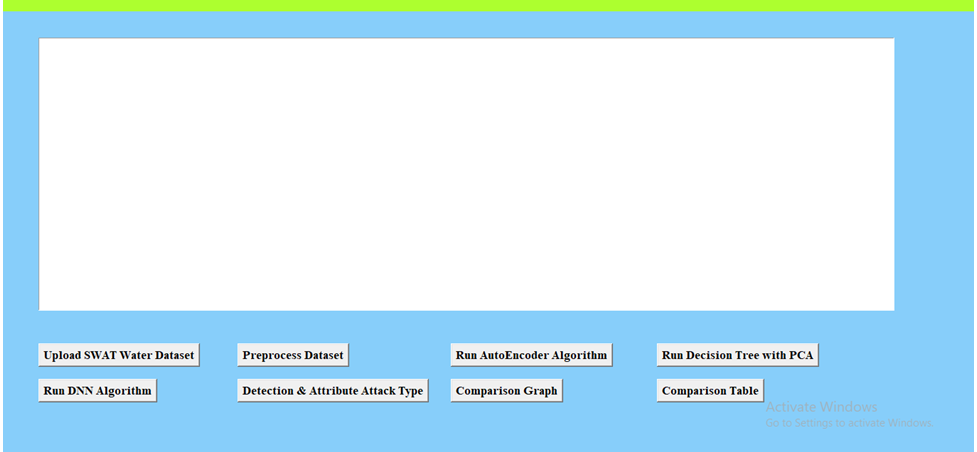 Upload SWAT Water Dataset
Preprocess Dataset
Run AutoEncoder Algorithm
Run Decision Tree with PCA
Run DNN Algorithm
Detection & Attribute Attack Type
Comparison Graph
Comparison Table
Activate Windows
Go to Settings to activate Windows.